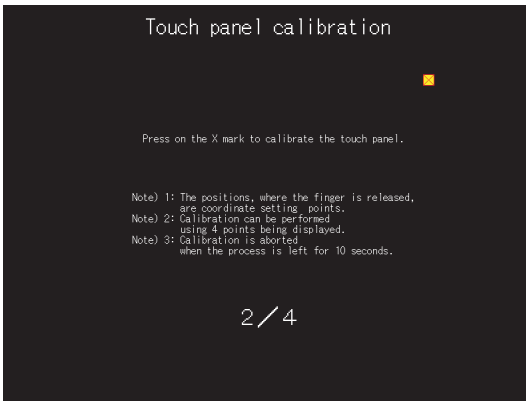 Touch panel calibration
Press on the X mark to calibrate the touch panel.
Note) 1: The positions, where the finger is released,
are coordinate setting points.
Note) 2: Calibration can be performed
using 4 points being displayed.
Note) 3: Calibration is aborted
when the process is left for 10 seconds.
2/4